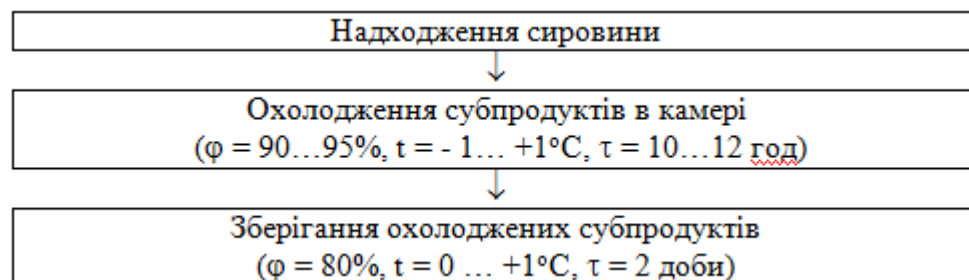 Надходження сировини
↓
Охолодження субпродуктів в камері
(φ = 90…95%, t = - 1… +1°C, τ = 10…12 год)
↓
Зберігання охолоджених субпродуктів
(φ = 80%, t = 0 … +1°C, τ = 2 доби)